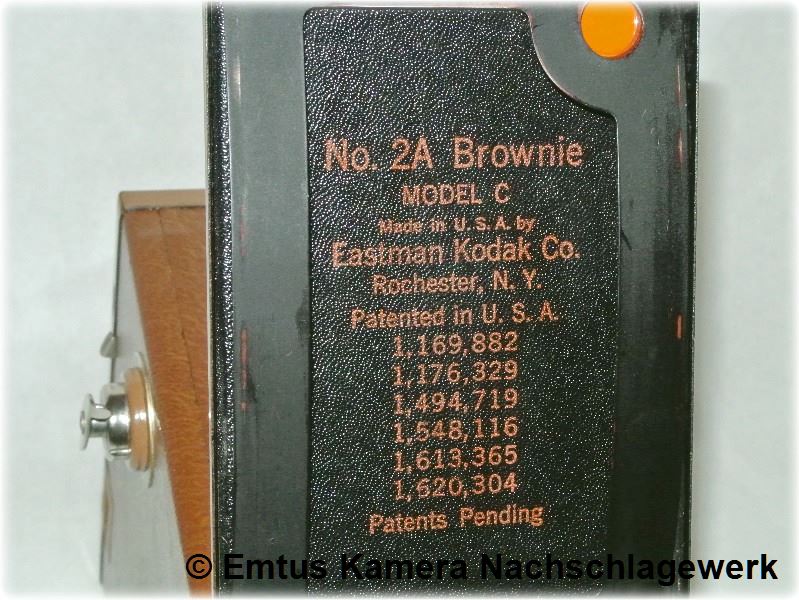 No. 2A Brownie
MODEL C
Made in U.S.A. by
Eastman Kodak Co.
Rochester, N. Y.
Patented in U. S. A.
1,169,882
1,176,329
1,494,719
1,548,116
1,613,365
1,620,304
Patents Pending
© Emtus Kamera Nachschlagewerk